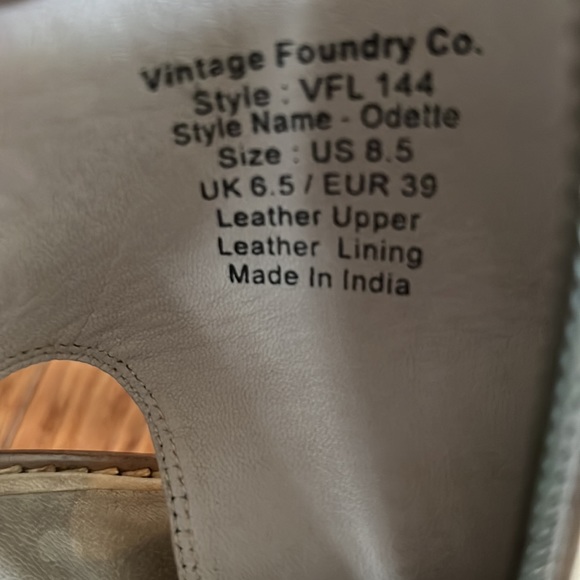 Vintage Foundry Co.
Style : VFL 144
Style Name - Odette
Size : US 8.5
UK 6.5 / EUR 39
Leather Upper
Leather Lining
Made In India